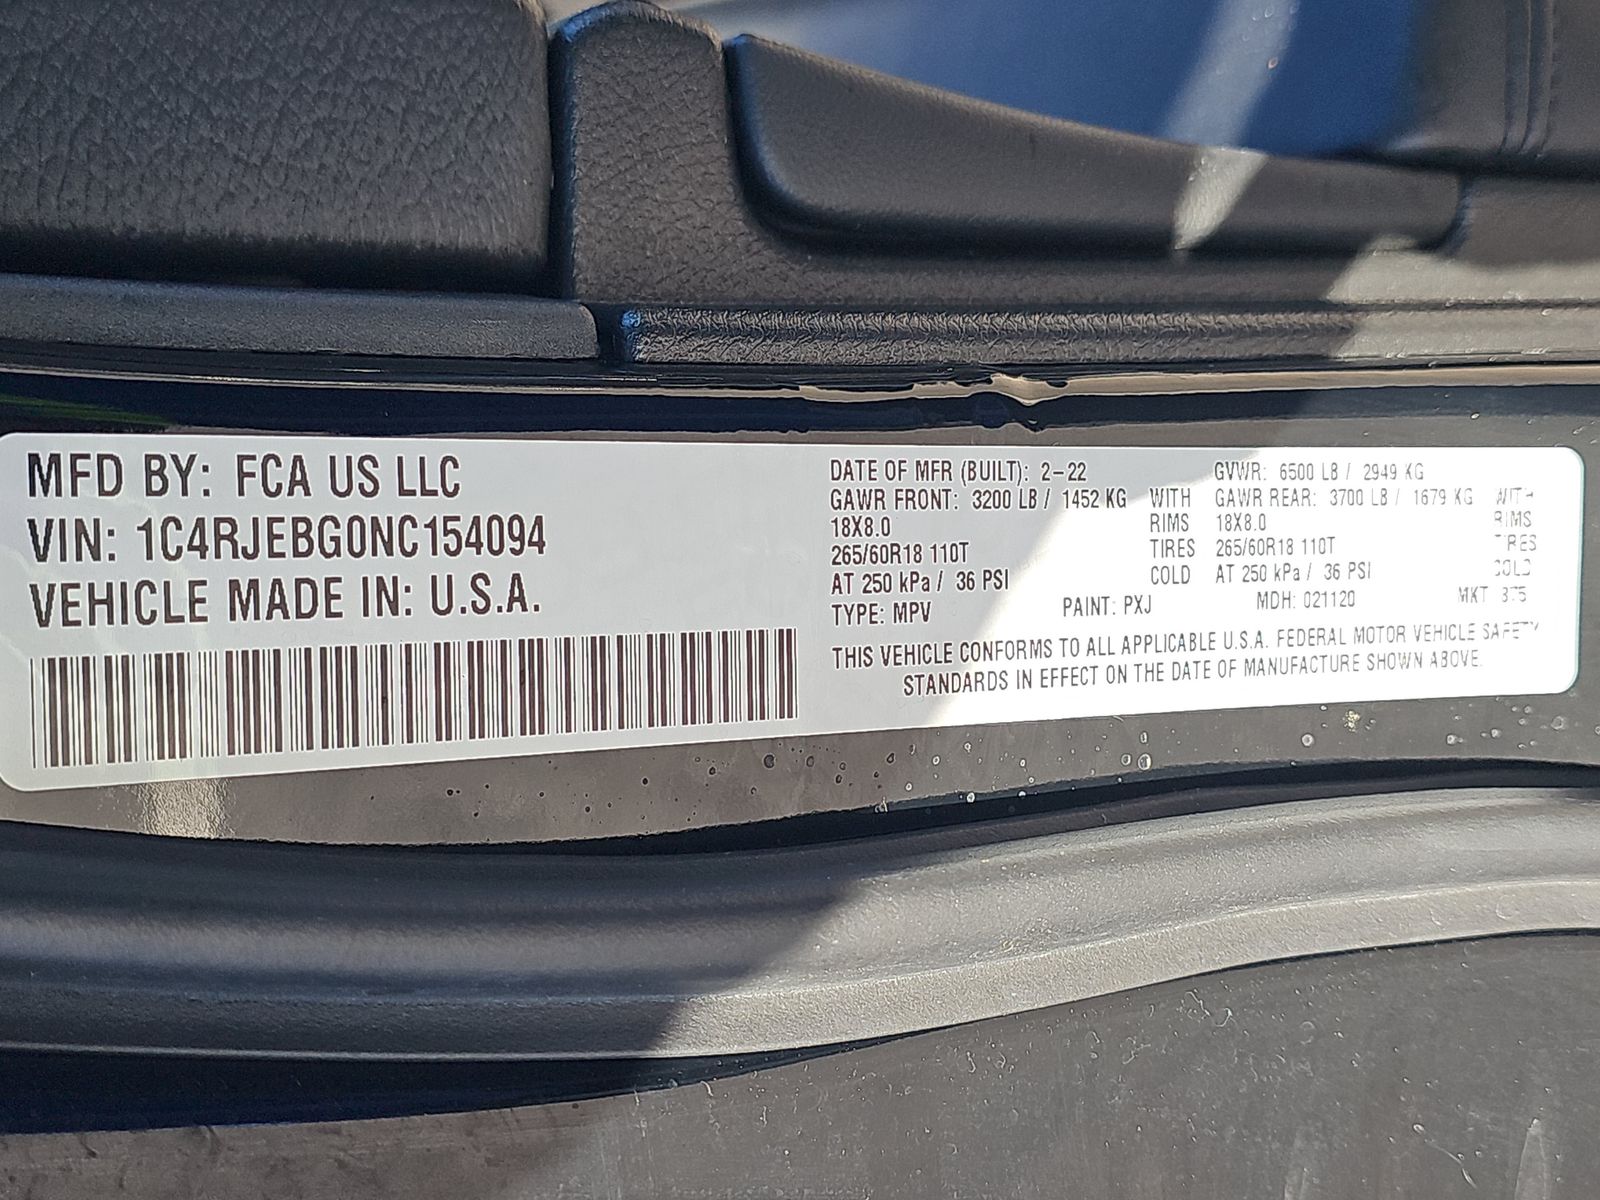 MFD BY: FCA US LLC
VIN: 1C4RJEBG0NC154094
VEHICLE MADE IN: U.S.A.
DATE OF MFR (BUILT): 2-22 GVWR: 6500 LB / 2949 KG
GAWR FRONT: 3200 LB / 1452 KG WITH GAWR REAR: 3700 LB / 1679 KG WITH
18X8.0 RIMS 18X8.0 RIMS
265/60R18 110T TIRES 265/60R18 110T TIRES
AT 250 kPa / 36 PSI COLD AT 250 kPa / 36 PSI COLD
TYPE: MPV PAINT: PXJ MDH: 021120 MKT
THIS VEHICLE CONFORMS TO ALL APPLICABLE U.S.A. FEDERAL MOTOR VEHICLE SAFETY
STANDARDS IN EFFECT ON THE DATE OF MANUFACTURE SHOWN ABOVE.